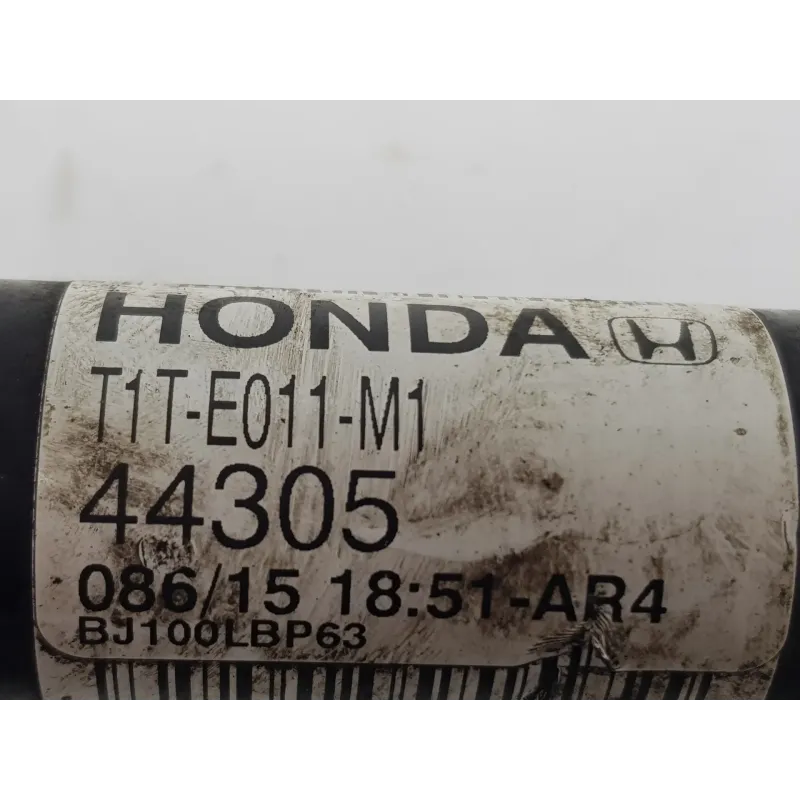 HONDA
T1T-E011-M1
44305
086/15 18:51-AR4
BJ100LBP63